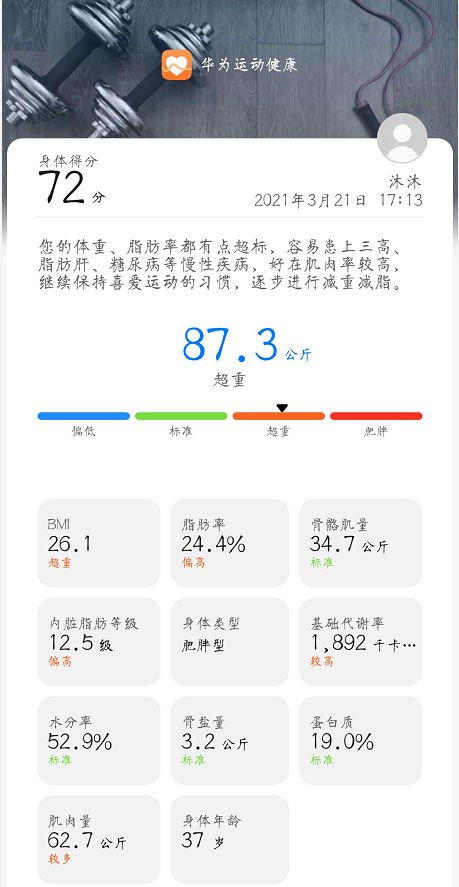 华为运动健康
身体得分
72 分
沐沐
2021年3月21日 17:13
您的体重、脂肪率都有点超标，容易患上三高、
脂肪肝、糖尿病等慢性疾病，好在肌肉率较高，
继续保持喜爱运动的习惯，逐步进行减重减脂。
87.3 公斤
超重
偏低 标准 超重 肥胖
BMI 脂肪率 骨骼肌量
26.1 24.4% 34.7 公斤
超重 偏高 标准
内脏脂肪等级 身体类型 基础代谢率
12.5 级 肥胖型 1,892 千卡…
偏高 较高
水分率 骨盐量 蛋白质
52.9% 3.2 公斤 19.0%
标准 标准 标准
肌肉量 身体年龄
62.7 公斤 37 岁
较多